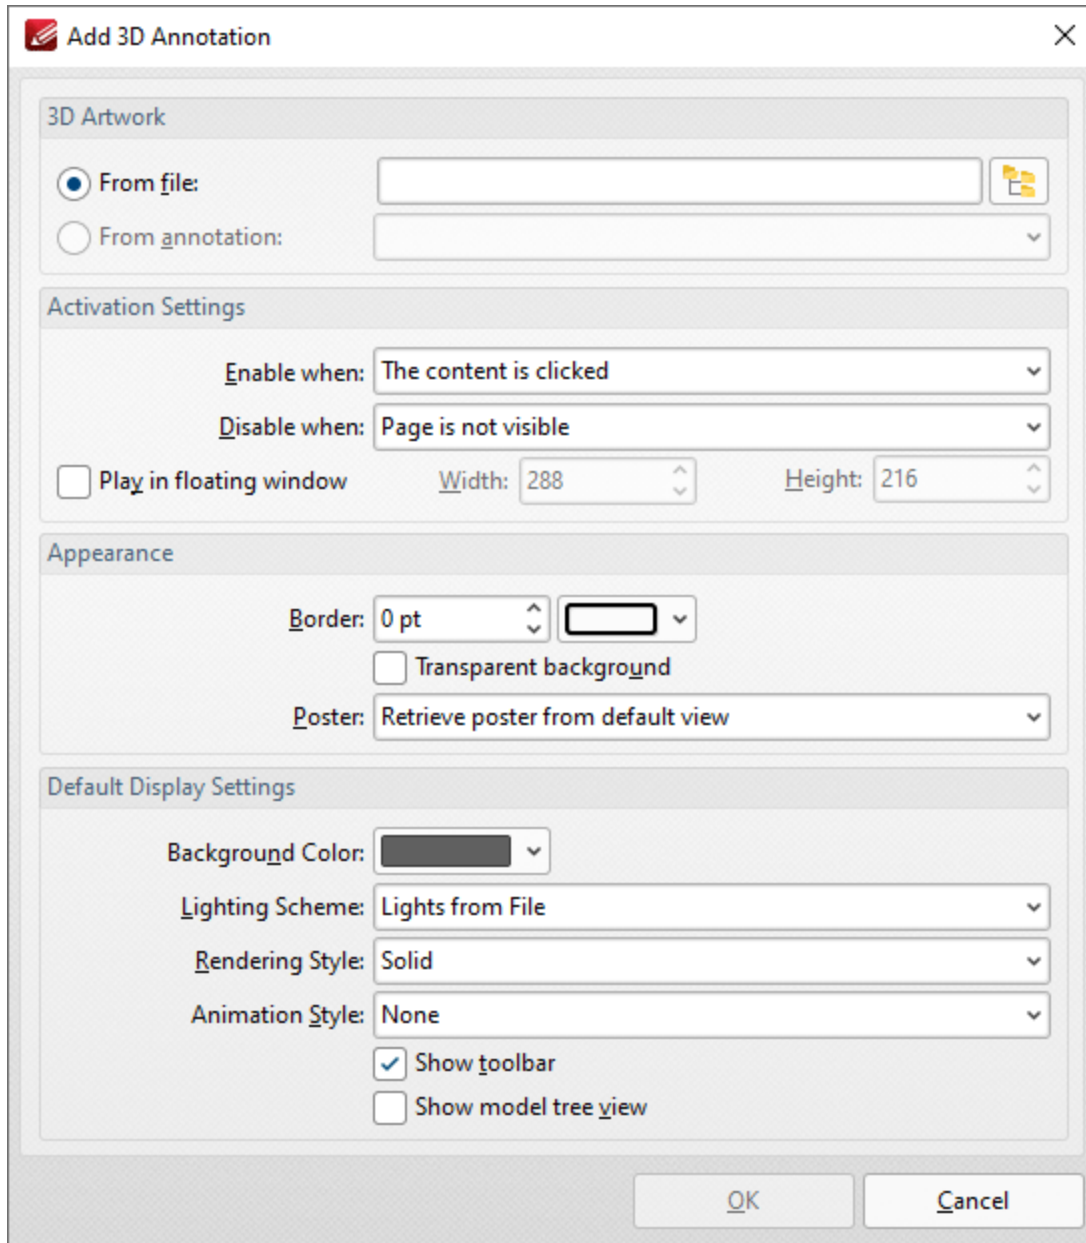 Add 3D Annotation
3D Artwork
From file:
From annotation:
Activation Settings
Enable when: The content is clicked
Disable when: Page is not visible
Play in floating window Width: 288 Height: 216
Appearance
Border: 0 pt
Transparent background
Poster: Retrieve poster from default view
Default Display Settings
Background Color:
Lighting Scheme: Lights from File
Rendering Style: Solid
Animation Style: None
Show toolbar
Show model tree view
OK Cancel